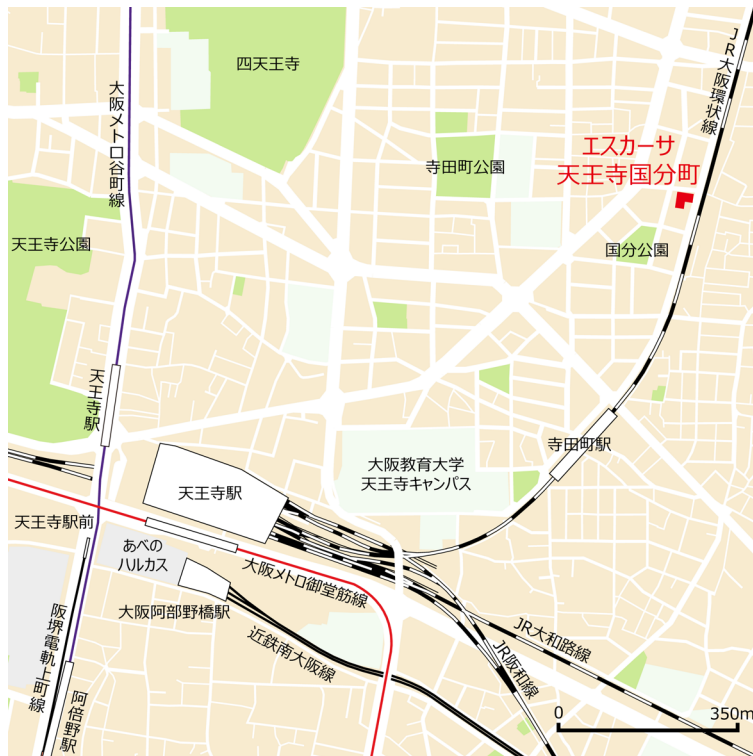 四天王寺
JR大阪環状線
大阪メトロ谷町線
エスカーサ
天王寺国分町
寺田町公園
天王寺公園
国分公園
天王寺駅
寺田町駅
大阪教育大学
天王寺キャンパス
天王寺駅
天王寺駅前
あべの
ハルカス
大阪メトロ御堂筋線
大阪阿部野橋駅
近鉄南大阪線
JR大和路線
JR阪和線
阪堺電軌上町線
阿倍野駅
0
350m